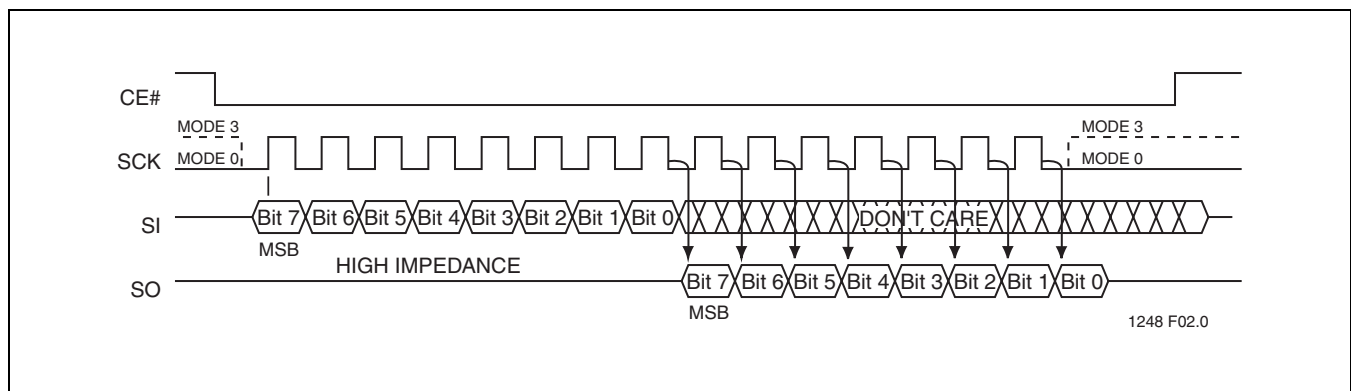 CE#
MODE 3 MODE 3
SCK MODE 0 MODE 0
SI Bit 7 Bit 6 Bit 5 Bit 4 Bit 3 Bit 2 Bit 1 Bit 0 DON'T CARE
MSB
HIGH IMPEDANCE
SO Bit 7 Bit 6 Bit 5 Bit 4 Bit 3 Bit 2 Bit 1 Bit 0
MSB
1248 F02.0